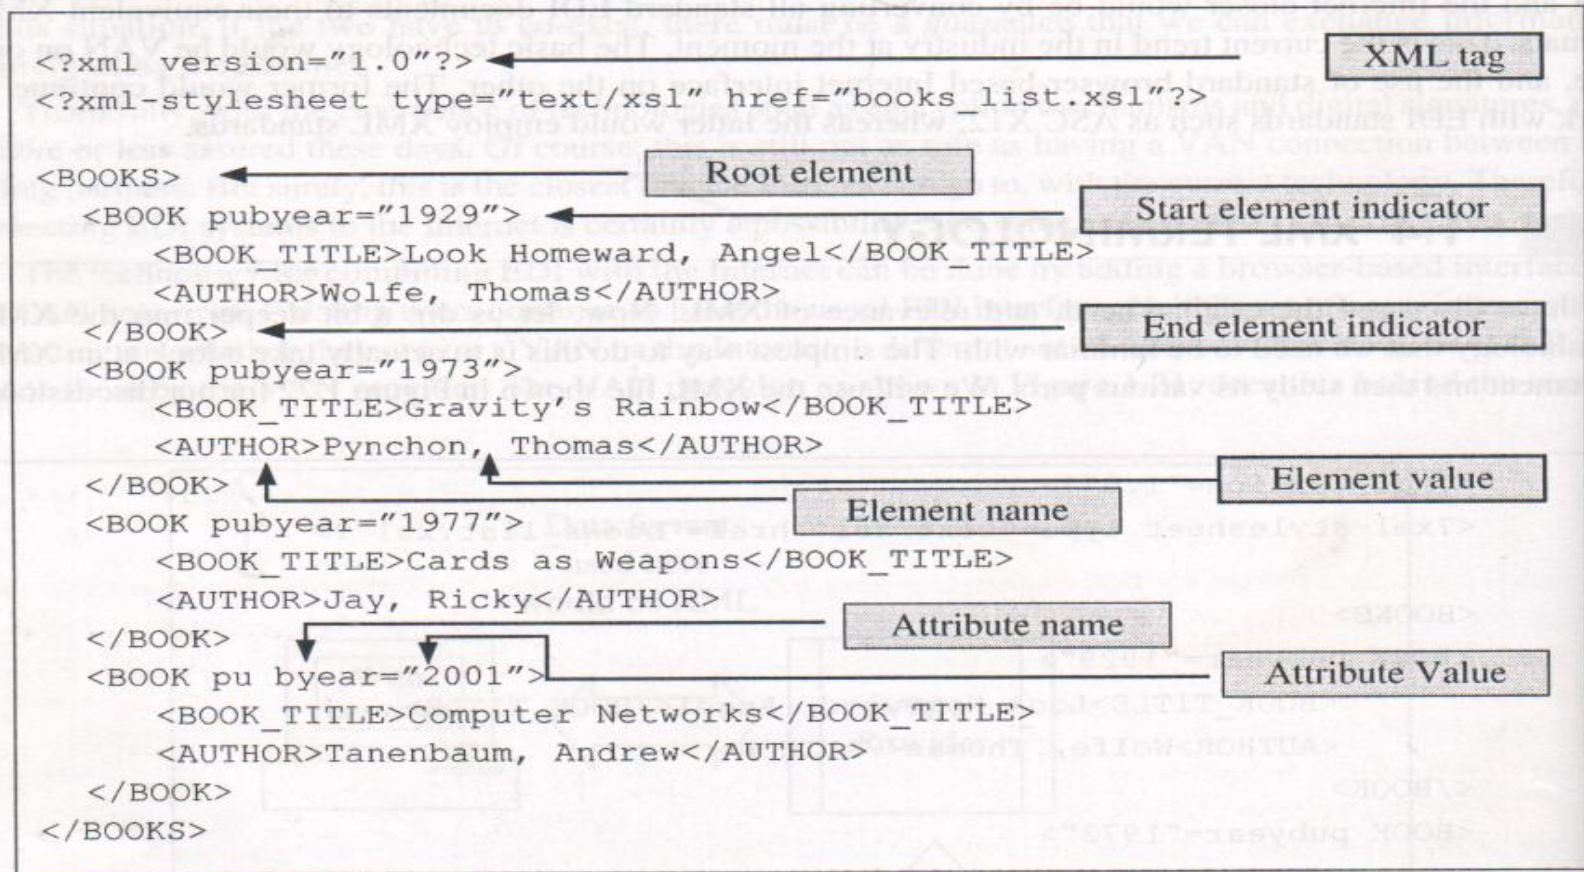 <?xml version="1.0"?> XML tag
<?xml-stylesheet type="text/xsl" href="books_list.xsl"?>
<BOOKS> Root element
<BOOK pubyear="1929"> Start element indicator
<BOOK_TITLE>Look Homeward, Angel</BOOK_TITLE>
<AUTHOR>Wolfe, Thomas</AUTHOR>
</BOOK> End element indicator
<BOOK pubyear="1973">
<BOOK_TITLE>Gravity's Rainbow</BOOK_TITLE>
<AUTHOR>Pynchon, Thomas</AUTHOR>
</BOOK> Element value
Element name
<BOOK pubyear="1977">
<BOOK_TITLE>Cards as Weapons</BOOK_TITLE>
<AUTHOR>Jay, Ricky</AUTHOR>
</BOOK> Attribute name
<BOOK pu byear="2001"> Attribute Value
<BOOK_TITLE>Computer Networks</BOOK_TITLE>
<AUTHOR>Tanenbaum, Andrew</AUTHOR>
</BOOK>
</BOOKS>